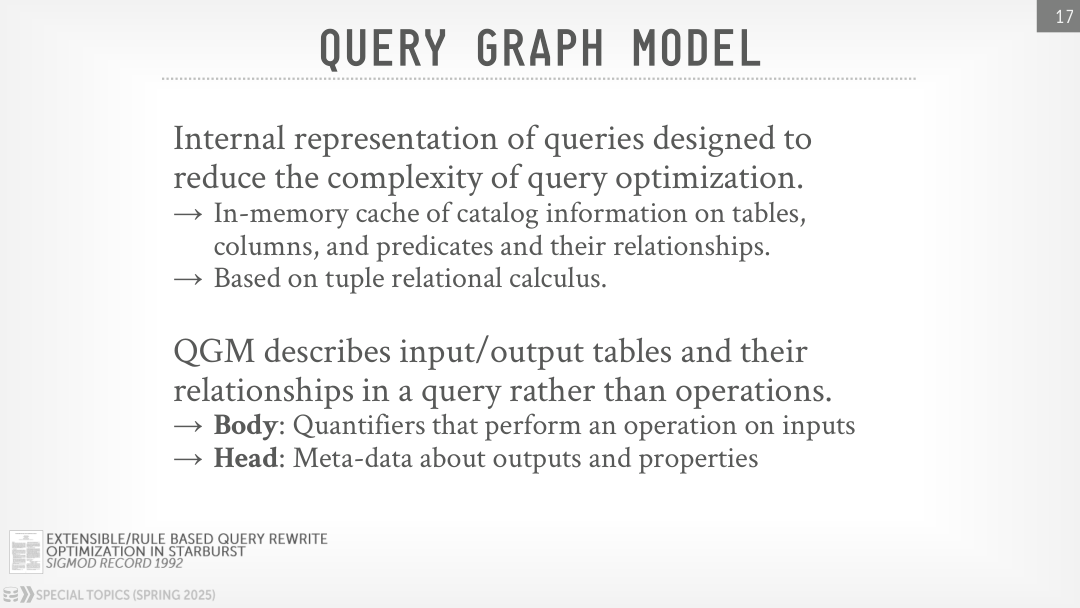 17
QUERY GRAPH MODEL
Internal representation of queries designed to
reduce the complexity of query optimization.
→ In-memory cache of catalog information on tables,
columns, and predicates and their relationships.
→ Based on tuple relational calculus.
QGM describes input/output tables and their
relationships in a query rather than operations.
→ Body: Quantifiers that perform an operation on inputs
→ Head: Meta-data about outputs and properties
EXTENSIBLE/RULE BASED QUERY REWRITE
OPTIMIZATION IN STARBURST
SIGMOD RECORD 1992
SPECIAL TOPICS (SPRING 2025)